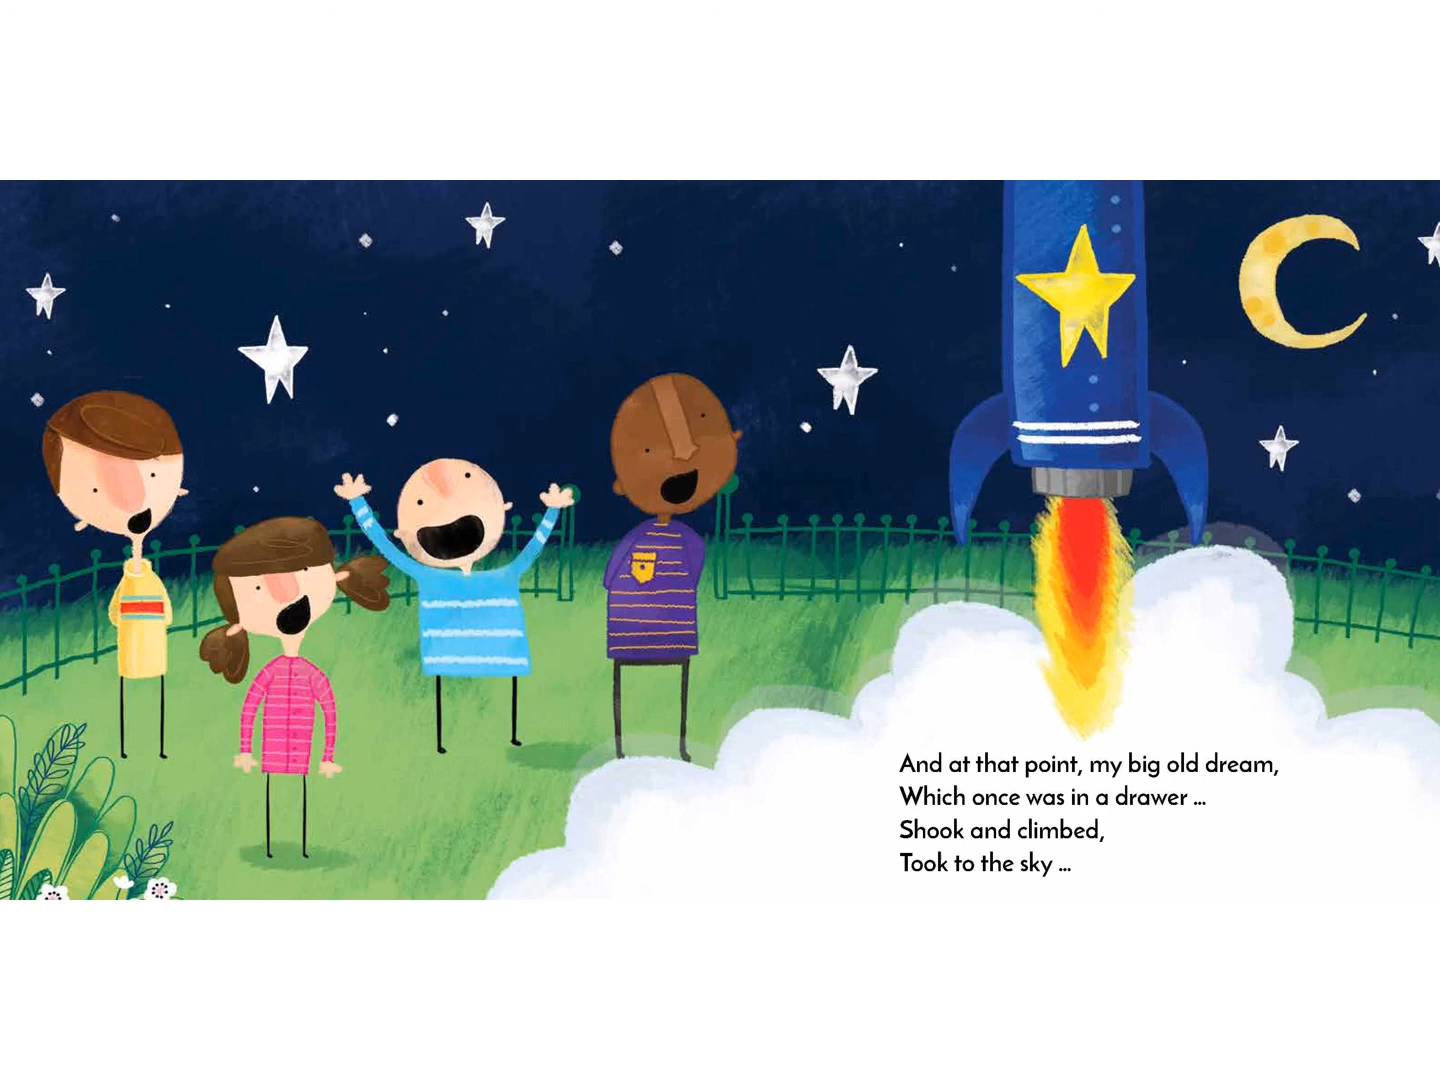 And at that point, my big old dream,
Which once was in a drawer ...
Shook and climbed,
Took to the sky ...